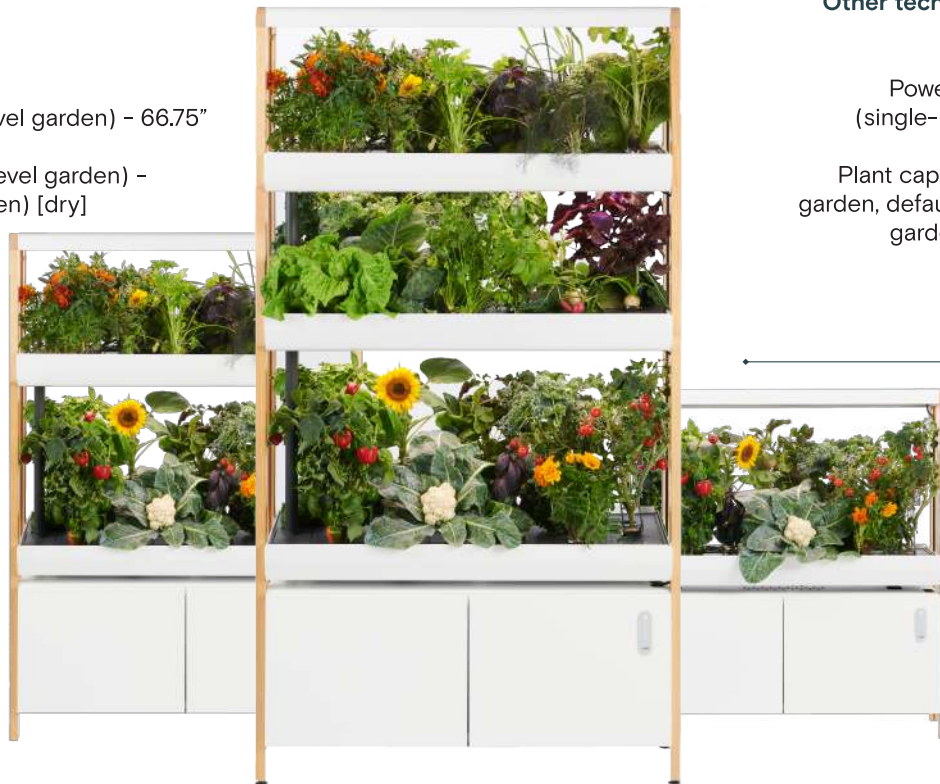 Other tech
vel garden) – 66.75”
evel garden) –
en) [dry]
Powe
(single-
Plant cap
garden, defau
garde